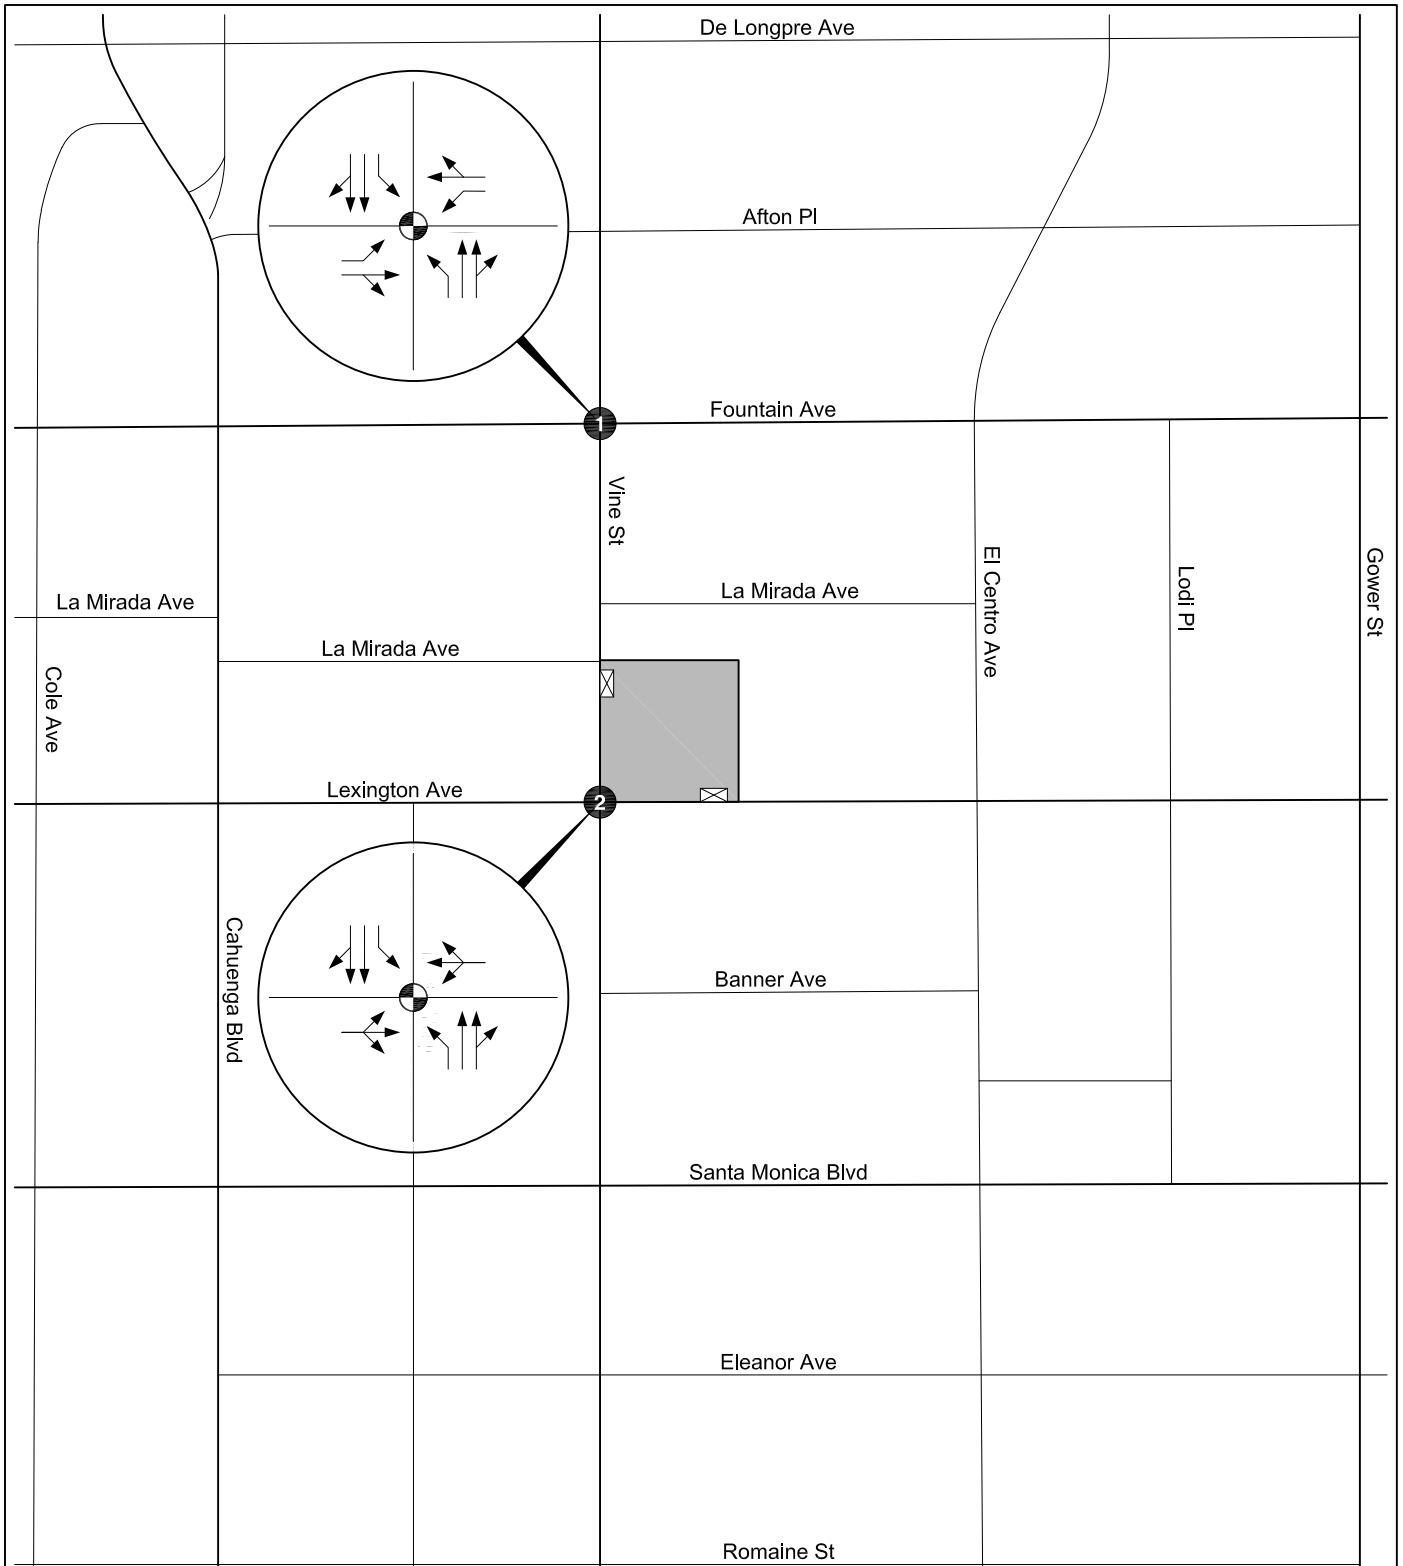 De Longpre Ave
Afton Pl
Fountain Ave
1
Vine St
El Centro Ave
Lodi Pl
Gower St
La Mirada Ave
La Mirada Ave
La Mirada Ave
Cole Ave
Lexington Ave
2
Cahuenga Blvd
Banner Ave
Santa Monica Blvd
Eleanor Ave
Romaine St